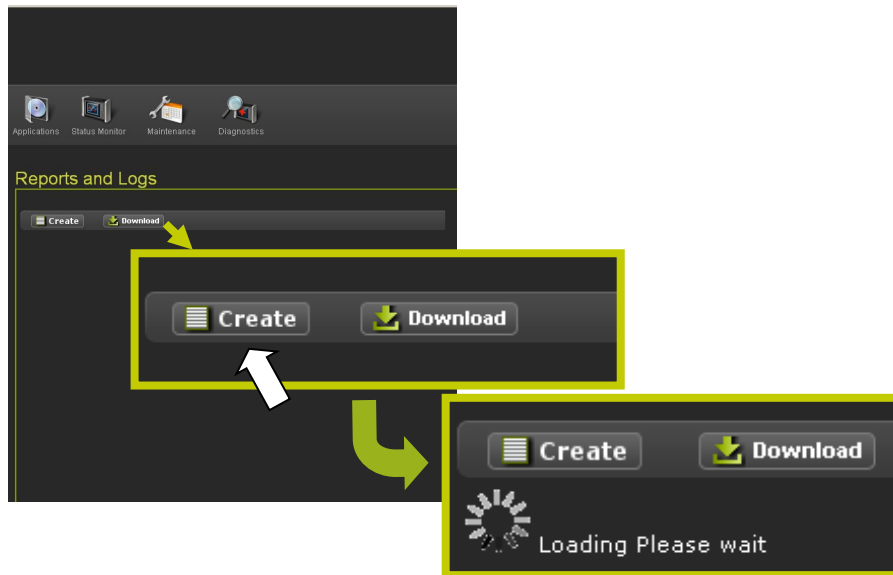 Applications Status Monitor Maintenance Diagnostics
Reports and Logs
Create Download
Create Download
Create Download
Loading Please wait